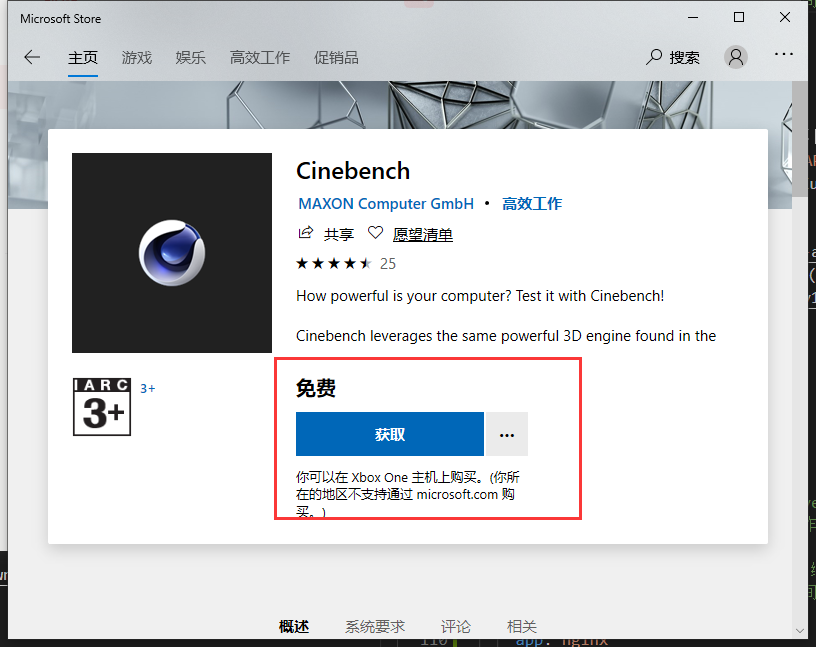 Microsoft Store
主页 游戏 娱乐 高效工作 促销品 搜索
Cinebench
MAXON Computer GmbH • 高效工作
共享 愿望清单
25
How powerful is your computer? Test it with Cinebench!
Cinebench leverages the same powerful 3D engine found in the
IARC
3+
3+
免费
获取
你可以在 Xbox One 主机上购买。(你所
在的地区不支持通过 microsoft.com 购
买。)
概述 系统要求 评论 相关
110 app: nginx